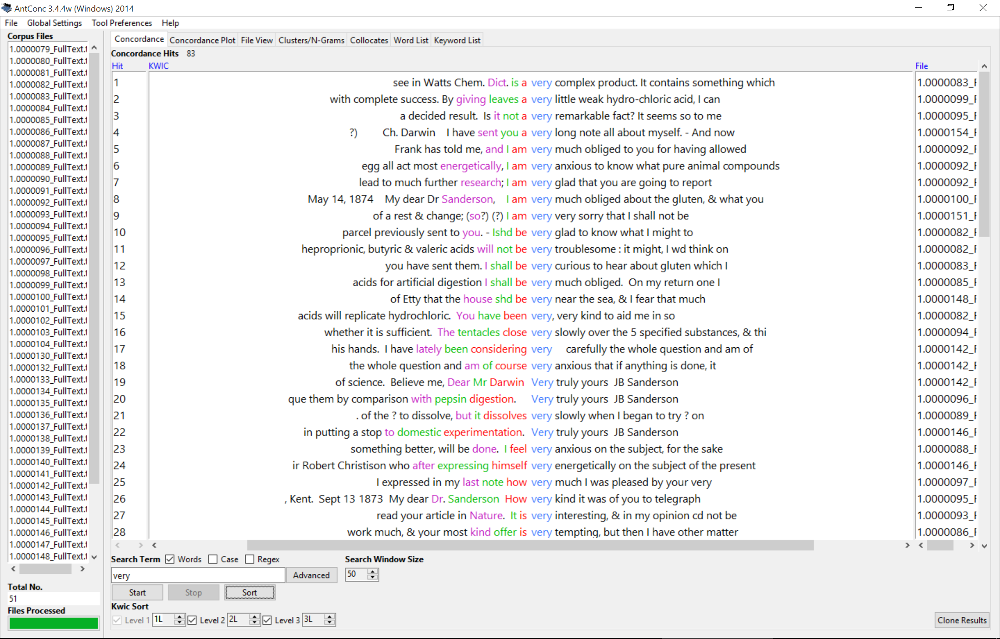 AntConc 3.4.4w (Windows) 2014
File Global Settings Tool Preferences Help
Corpus Files
1.0000079_FullText.t
1.0000080_FullText.t
1.0000081_FullText.t
1.0000082_FullText.t
1.0000083_FullText.t
1.0000084_FullText.t
1.0000085_FullText.t
1.0000086_FullText.t
1.0000087_FullText.t
1.0000088_FullText.t
1.0000089_FullText.t
1.0000090_FullText.t
1.0000091_FullText.t
1.0000092_FullText.t
1.0000093_FullText.t
1.0000094_FullText.t
1.0000095_FullText.t
1.0000096_FullText.t
1.0000097_FullText.t
1.0000098_FullText.t
1.0000099_FullText.t
1.0000100_FullText.t
1.0000101_FullText.t
1.0000102_FullText.t
1.0000103_FullText.t
1.0000104_FullText.t
1.0000130_FullText.t
1.0000132_FullText.t
1.0000133_FullText.t
1.0000134_FullText.t
1.0000135_FullText.t
1.0000136_FullText.t
1.0000137_FullText.t
1.0000138_FullText.t
1.0000139_FullText.t
1.0000140_FullText.t
1.0000141_FullText.t
1.0000142_FullText.t
1.0000143_FullText.t
1.0000144_FullText.t
1.0000145_FullText.t
1.0000146_FullText.t
1.0000147_FullText.t
1.0000148_FullText.t
Total No.
51
Files Processed
Concordance Concordance Plot File View Clusters/N-Grams Collocates Word List Keyword List
Concordance Hits 83
Hit KWIC File
1 see in Watts Chem. Dict. is a very complex product. It contains something which 1.0000083_F
2 with complete success. By giving leaves a very little weak hydro-chloric acid, I can 1.0000099_F
3 a decided result. Is it not a very remarkable fact? It seems so to me 1.0000095_F
4 ?) Ch. Darwin I have sent you a very long note all about myself. - And now 1.0000154_F
5 Frank has told me, and I am very much obliged to you for having allowed 1.0000092_F
6 egg all act most energetically, I am very anxious to know what pure animal compounds 1.0000092_F
7 lead to much further research; I am very glad that you are going to report 1.0000092_F
8 May 14, 1874 My dear Dr Sanderson, I am very much obliged about the gluten, & what you 1.0000100_F
9 of a rest & change; (so?) (?) I am very very sorry that I shall not be 1.0000151_F
10 parcel previously sent to you. - Ishd be very glad to know what I might to 1.0000082_F
11 heproprionic, butyric & valeric acids will not be very troublesome : it might, I wd think on 1.0000082_F
12 you have sent them. I shall be very curious to hear about gluten which I 1.0000083_F
13 acids for artificial digestion I shall be very much obliged. On my return one I 1.0000085_F
14 of Etty that the house shd be very near the sea, & I fear that much 1.0000148_F
15 acids will replicate hydrochloric. You have been very, very kind to aid me in so 1.0000082_F
16 whether it is sufficient. The tentacles close very slowly over the 5 specified substances, & thi 1.0000094_F
17 his hands. I have lately been considering very carefully the whole question and am of 1.0000142_F
18 the whole question and am of course very anxious that if anything is done, it 1.0000142_F
19 of science. Believe me, Dear Mr Darwin Very truly yours JB Sanderson 1.0000142_F
20 que them by comparison with pepsin digestion. Very truly yours JB Sanderson 1.0000096_F
21 . of the ? to dissolve, but it dissolves very slowly when I began to try ? on 1.0000089_F
22 in putting a stop to domestic experimentation. Very truly yours JB Sanderson 1.0000146_F
23 something better, will be done. I feel very anxious on the subject, for the sake 1.0000088_F
24 ir Robert Christison who after expressing himself very energetically on the subject of the present 1.0000146_F
25 I expressed in my last note how very much I was pleased by your very 1.0000097_F
26 , Kent. Sept 13 1873 My dear Dr. Sanderson How very kind it was of you to telegraph 1.0000095_F
27 read your article in Nature. It is very interesting, & in my opinion cd not be 1.0000093_F
28 work much, & your most kind offer is very tempting, but then I have other matter 1.0000086_F
Search Term Words Case Regex Search Window Size
very Advanced 50
Start Stop Sort
Kwic Sort
Level 1 1L Level 2 2L Level 3 3L Clone Results